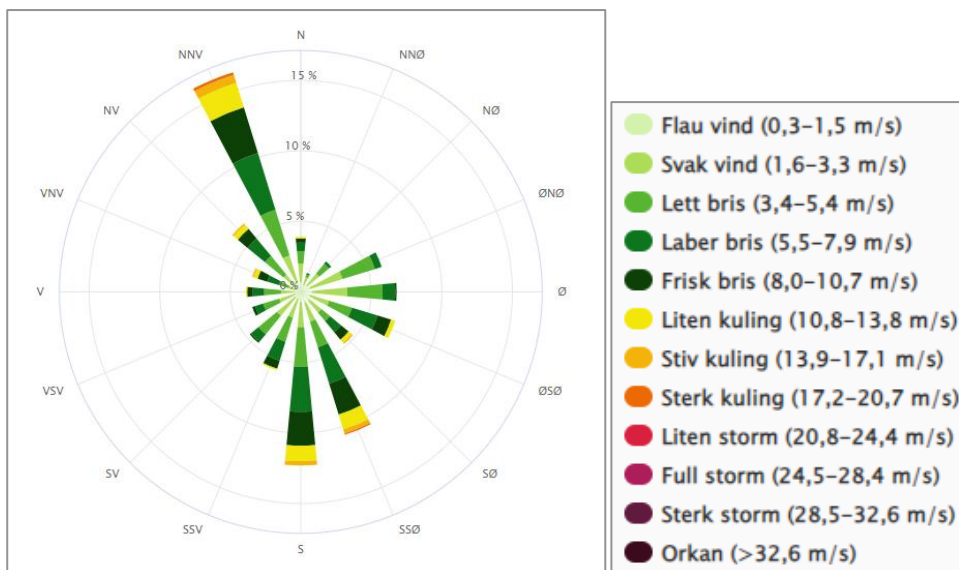 N
NNV
NNØ
15 %
NV
NØ
10 %
VNV
ØNØ
5 %
0 %
V
Ø
VSV
ØSØ
SV
SØ
SSV
SSØ
S
Flau vind (0,3–1,5 m/s)
Svak vind (1,6–3,3 m/s)
Lett bris (3,4–5,4 m/s)
Laber bris (5,5–7,9 m/s)
Frisk bris (8,0–10,7 m/s)
Liten kuling (10,8–13,8 m/s)
Stiv kuling (13,9–17,1 m/s)
Sterk kuling (17,2–20,7 m/s)
Liten storm (20,8–24,4 m/s)
Full storm (24,5–28,4 m/s)
Sterk storm (28,5–32,6 m/s)
Orkan (>32,6 m/s)